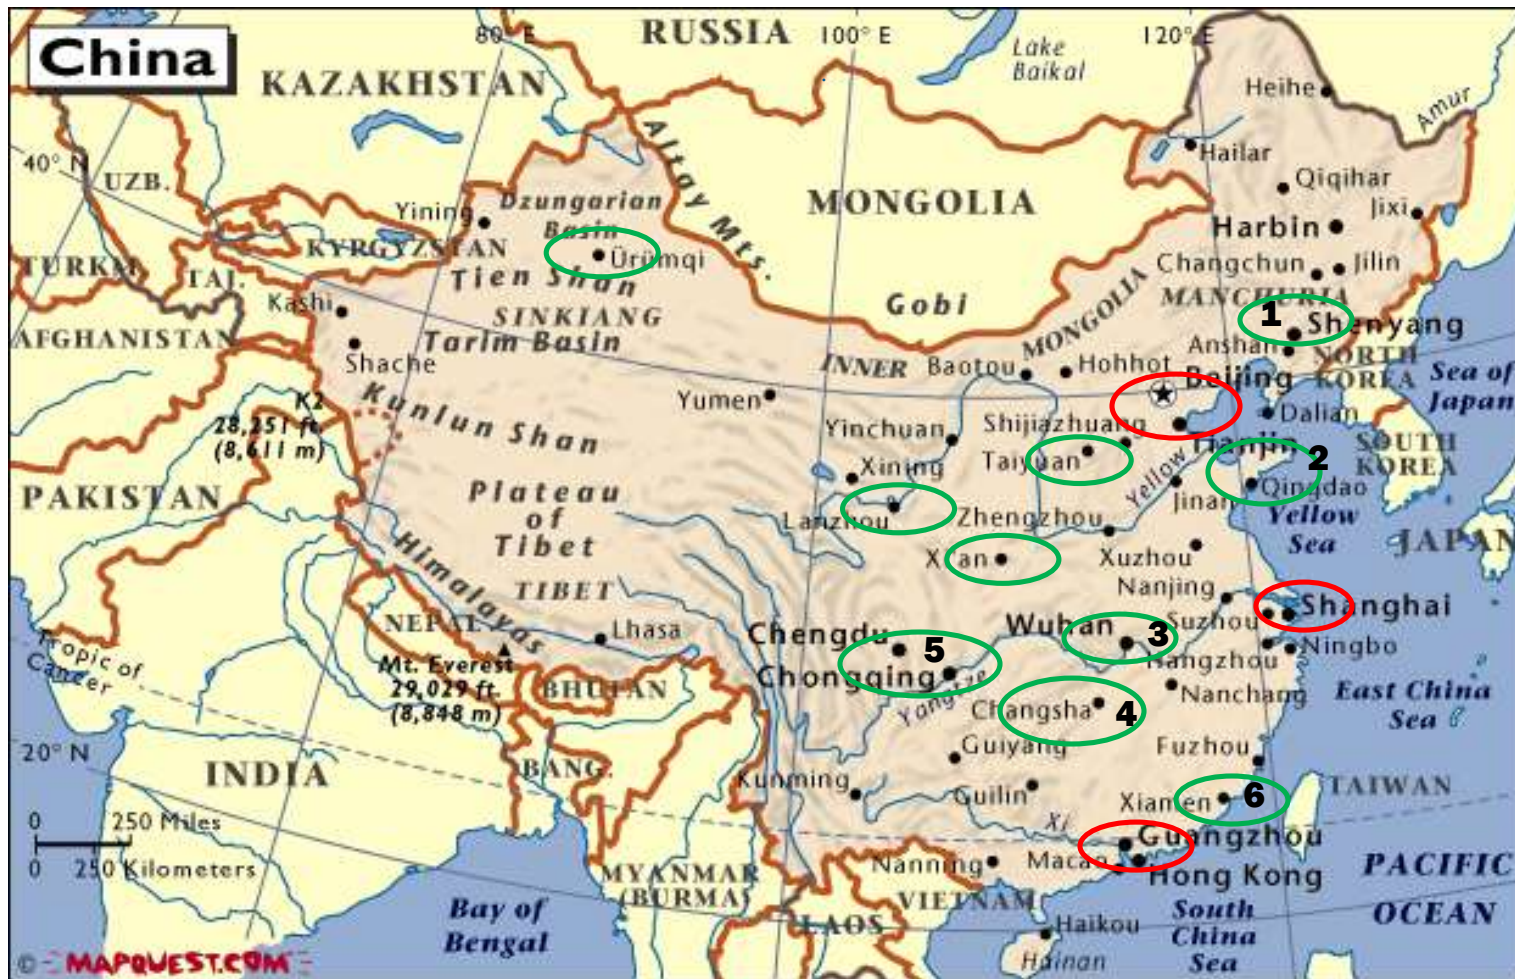 China
80° E
RUSSIA
100° E
120° E
Lake
Baikal
KAZAKHSTAN
Heihe
Amur
Altay Mts.
40° N
UZB.
Hailar
Qiqihar
MONGOLIA
Jixi
Yining
Dzungarian
Basin
Harbin
KYRGYZSTAN
TURKM.
TAJ.
Ürümqi
Changchun
Jilin
Tien Shan
MANCHURIA
Kashi
SINKIANG
Gobi
1
Shenyang
AFGHANISTAN
Tarim Basin
INNER
MONGOLIA
Anshan
NORTH
KOREA
Shache
Baotou
Hohhot
Beijing
Sea of
Japan
K2
28,251 ft.
(8,611 m)
Kunlun Shan
Yumen
Dalian
Yinchuan
Shijiazhuang
Tianjin
SOUTH
KOREA
2
Xining
Taiyuan
Yellow
PAKISTAN
Plateau
of
Tibet
Jinan
Qingdao
Lanzhou
Zhengzhou
Yellow
Sea
JAPAN
Himalayas
Xi'an
Xuzhou
TIBET
Nanjing
NEPAL
Lhasa
Chengdu
Wuhan
3
Suzhou
Shanghai
Tropic of
Cancer
Mt. Everest
29,029 ft.
(8,848 m)
5
Chongqing
Hangzhou
Ningbo
BHUTAN
Yangtze
Changsha
4
Nanchang
East China
Sea
20° N
INDIA
BANG.
Guiyang
Fuzhou
Kunming
Guilin
Xiamen
6
TAIWAN
0
250 Miles
0
250 Kilometers
Xi
Guangzhou
MYANMAR
(BURMA)
Nanning
Macao
Hong Kong
PACIFIC
OCEAN
VIETNAM
LAOS
Bay of
Bengal
Haikou
Hainan
South
China
Sea
© MAPQUEST.COM